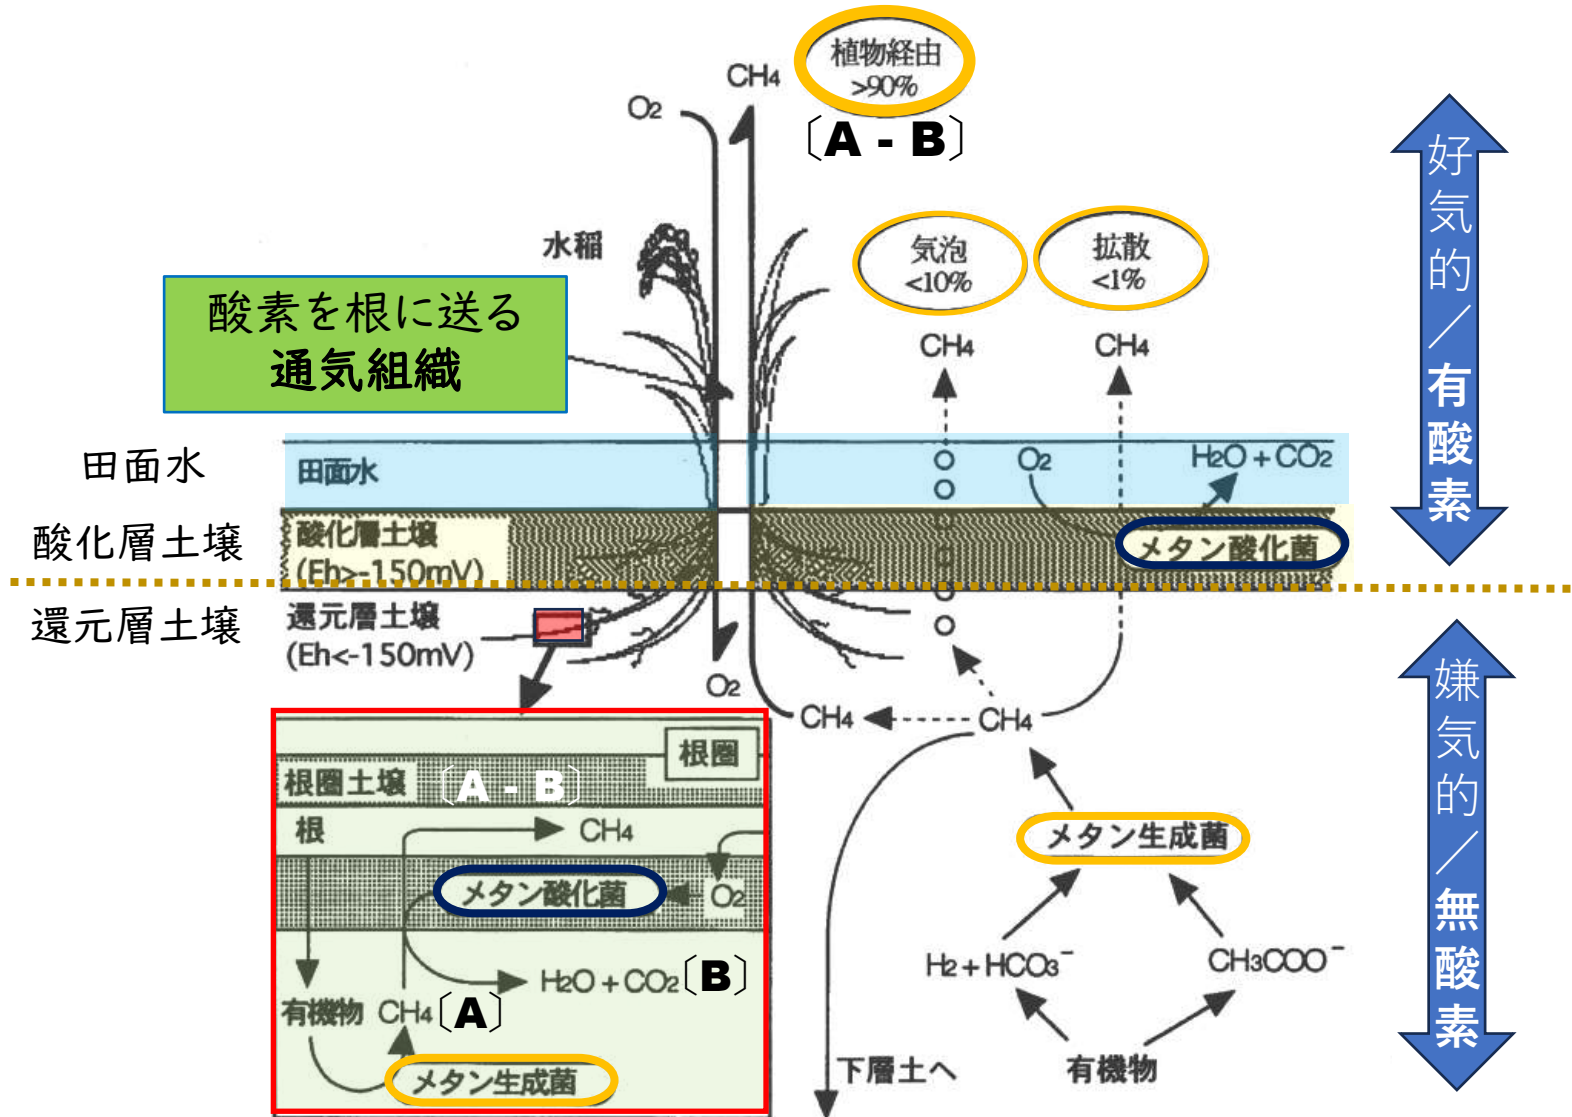 植物経由
>90%
CH4
O2
〔A - B〕
水稲
気泡
<10%
拡散
<1%
酸素を根に送る
通気組織
CH4
CH4
好気的／有酸素
田面水
田面水
O2
H2O + CO2
酸化層土壌
酸化層土壌
(Eh>-150mV)
メタン酸化菌
還元層土壌
還元層土壌
(Eh<-150mV)
O2
CH4
CH4
嫌気的／無酸素
根圏
根圏土壌
〔A - B〕
根
CH4
メタン酸化菌
O2
H2O + CO2
〔B〕
有機物
CH4
〔A〕
メタン生成菌
メタン生成菌
H2 + HCO3−
CH3COO−
有機物
下層土へ